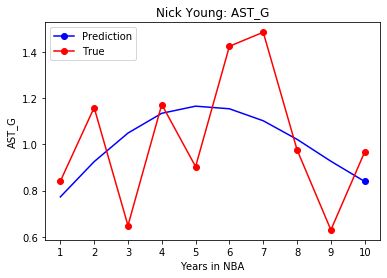 Nick Young: AST_G
Prediction
True
AST_G
1.4
1.2
1.0
0.8
0.6
1 2 3 4 5 6 7 8 9 10
Years in NBA